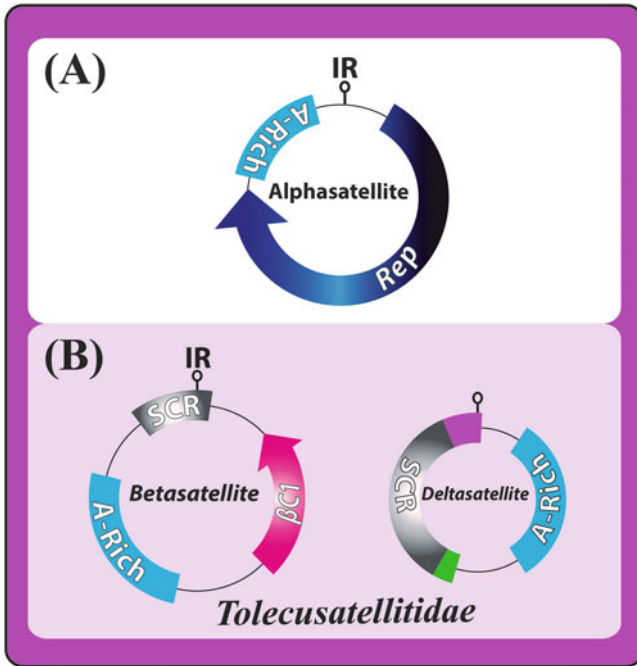 (A)
IR
A-Rich
Alphasatellite
Rep
(B)
IR
SCR
Betasatellite
βC1
A-Rich
SCR
Deltasatellite
A-Rich
Tolecusatellitidae